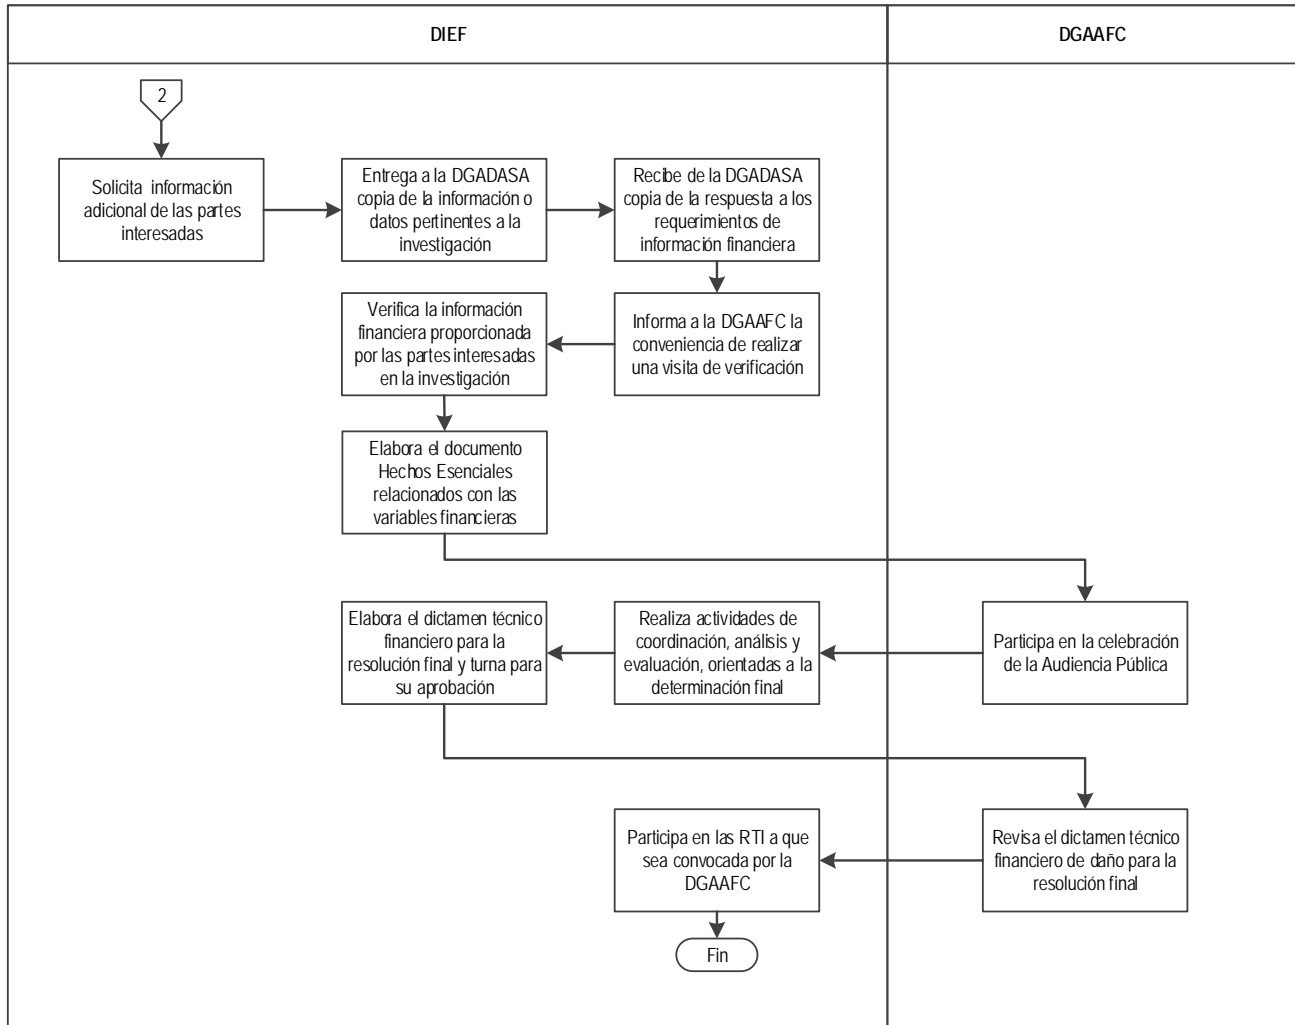 DIEF
DGAAFC
2
Solicita información
adicional de las partes
interesadas
Entrega a la DGADASA
copia de la información o
datos pertinentes a la
investigación
Recibe de la DGADASA
copia de la respuesta a los
requerimientos de
información financiera
Informa a la DGAAFC la
conveniencia de realizar
una visita de verificación
Verifica la información
financiera proporcionada
por las partes interesadas
en la investigación
Elabora el documento
Hechos Esenciales
relacionados con las
variables financieras
Participa en la celebración
de la Audiencia Pública
Realiza actividades de
coordinación, análisis y
evaluación, orientadas a la
determinación final
Elabora el dictamen técnico
financiero para la
resolución final y turna para
su aprobación
Revisa el dictamen técnico
financiero de daño para la
resolución final
Participa en las RTI a que
sea convocada por la
DGAAFC
Fin